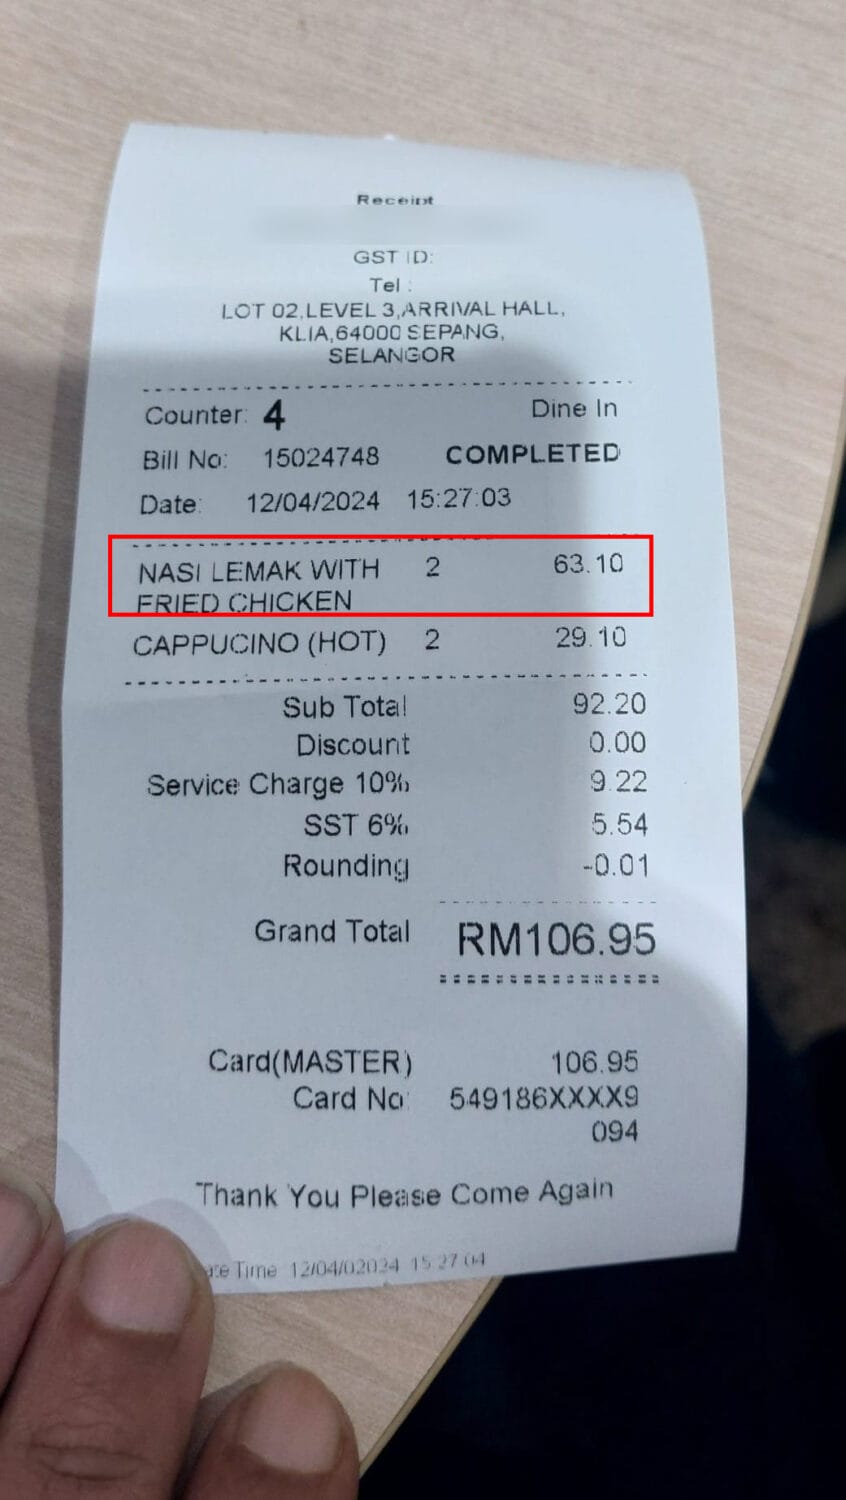 Receipt
GST ID:
Tel :
LOT 02,LEVEL 3,ARRIVAL HALL,
KLIA,64000 SEPANG,
SELANGOR
Counter: 4 Dine In
Bill No: 15024748 COMPLETED
Date: 12/04/2024 15:27:03
NASI LEMAK WITH 2 63.10
FRIED CHICKEN
CAPPUCINO (HOT) 2 29.10
Sub Total 92.20
Discount 0.00
Service Charge 10% 9.22
SST 6% 5.54
Rounding -0.01
Grand Total RM106.95
Card(MASTER) 106.95
Card No: 549186XXXX9
094
Thank You Please Come Again
Time 12/04/02024 15:27:04